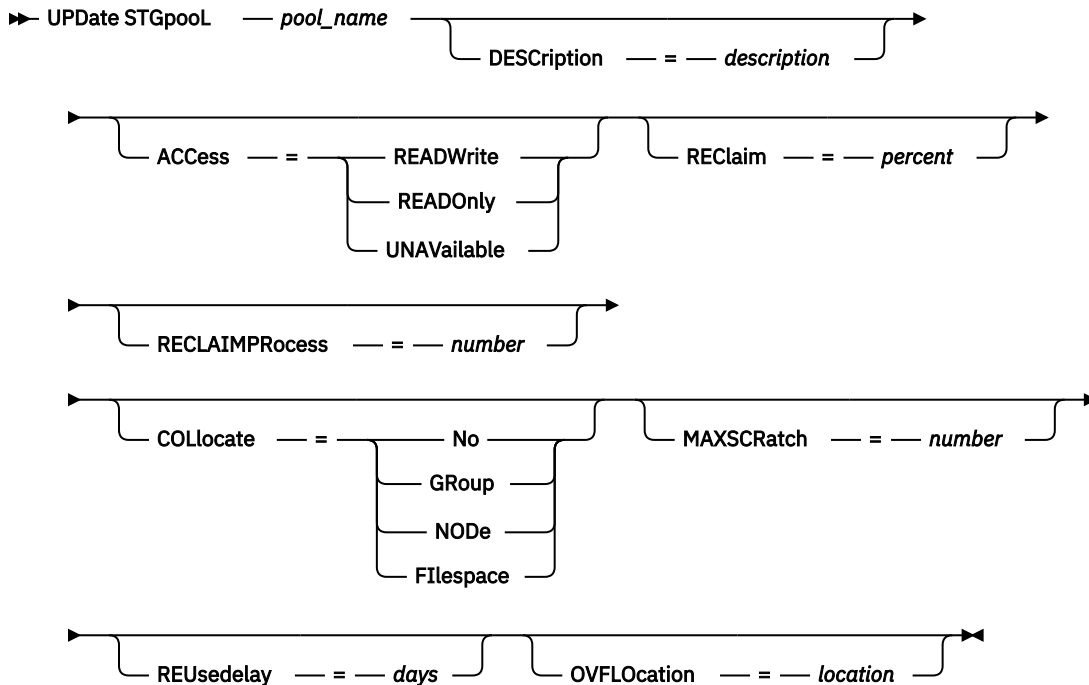 UPDate STGpooL pool_name
DESCription = description
ACCess = READWrite
READOnly
UNAVailable
REClaim = percent
RECLAIMPRocess = number
COLlocate = No
GRoup
NODe
FIlespace
MAXSCRatch = number
REUsedelay = days
OVFLOcation = location